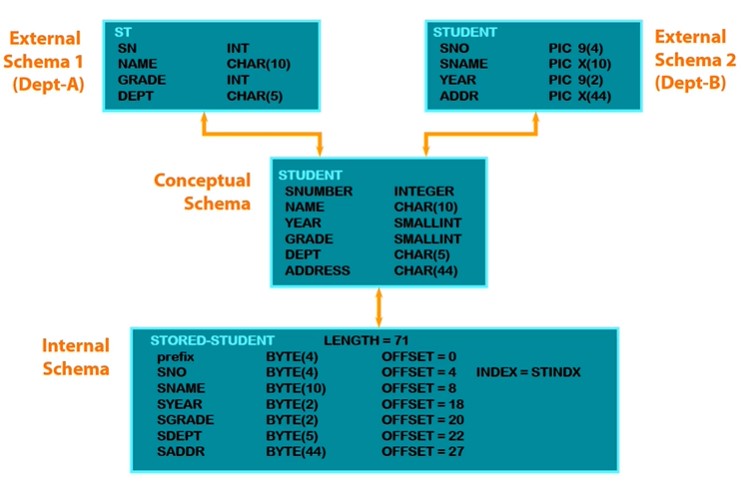 External
Schema 1
(Dept-A)
ST
SN INT
NAME CHAR(10)
GRADE INT
DEPT CHAR(5)
STUDENT
SNO PIC 9(4)
SNAME PIC X(10)
YEAR PIC 9(2)
ADDR PIC X(44)
External
Schema 2
(Dept-B)
Conceptual
Schema
STUDENT
SNUMBER INTEGER
NAME CHAR(10)
YEAR SMALLINT
GRADE SMALLINT
DEPT CHAR(5)
ADDRESS CHAR(44)
Internal
Schema
STORED-STUDENT LENGTH = 71
prefix BYTE(4) OFFSET = 0
SNO BYTE(4) OFFSET = 4 INDEX = STINDX
SNAME BYTE(10) OFFSET = 8
SYEAR BYTE(2) OFFSET = 18
SGRADE BYTE(2) OFFSET = 20
SDEPT BYTE(5) OFFSET = 22
SADDR BYTE(44) OFFSET = 27